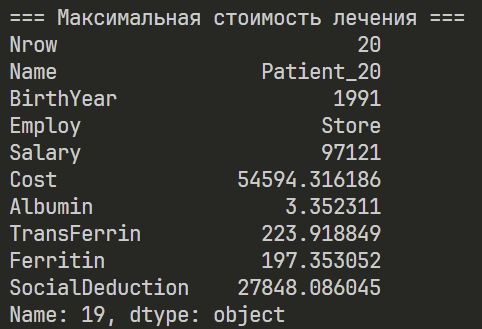 === Максимальная стоимость лечения ===
Nrow 20
Name Patient_20
BirthYear 1991
Employ Store
Salary 97121
Cost 54594.316186
Albumin 3.352311
TransFerrin 223.918849
Ferritin 197.353052
SocialDeduction 27848.086045
Name: 19, dtype: object